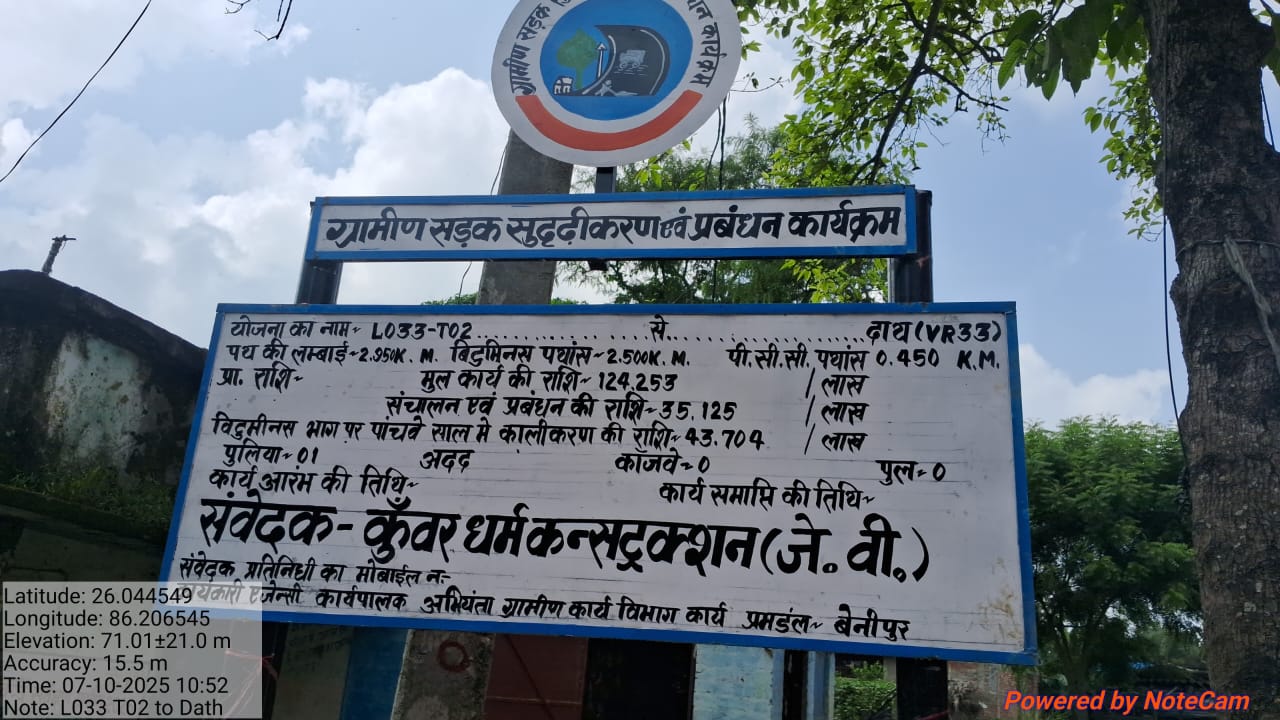 ग्रामीण सड़क
कार्यक्रम
ग्रामीण सड़क सुदृढ़ीकरण एवं प्रबंधन कार्यक्रम
योजना का नाम- L033-T02.....................से.....................दाथ (VR33)
पथ की लम्बाई-2.950K.M. बिटुमिनस पथांस-2.500K.M. पी.सी.सी. पथांस 0.450 K.M.
प्रा. राशि- मुल कार्य की राशि-124.253 / लाख
संचालन एवं प्रबंधन की राशि-35.125 / लाख
विटुमीनस भाग पर पाचवे साल मे कालीकरण की राशि-43.704 / लाख
पुलिया-01 अदद कॉजवे-0 पुल-0
कार्य आरंभ की तिथि- कार्य समाप्ति की तिथि-
संवेदक - कुँवर धर्म कन्सट्रक्शन (जे. वी.)
संवेदक प्रतिनिधी का मोबाईल न:-
कार्यकारी एजेन्सी कार्यपालक अभियंता ग्रामीण कार्य विभाग कार्य प्रमडंल- बेनीपुर
Latitude: 26.044549
Longitude: 86.206545
Elevation: 71.01±21.0 m
Accuracy: 15.5 m
Time: 07-10-2025 10:52
Note: L033 T02 to Dath
Powered by NoteCam